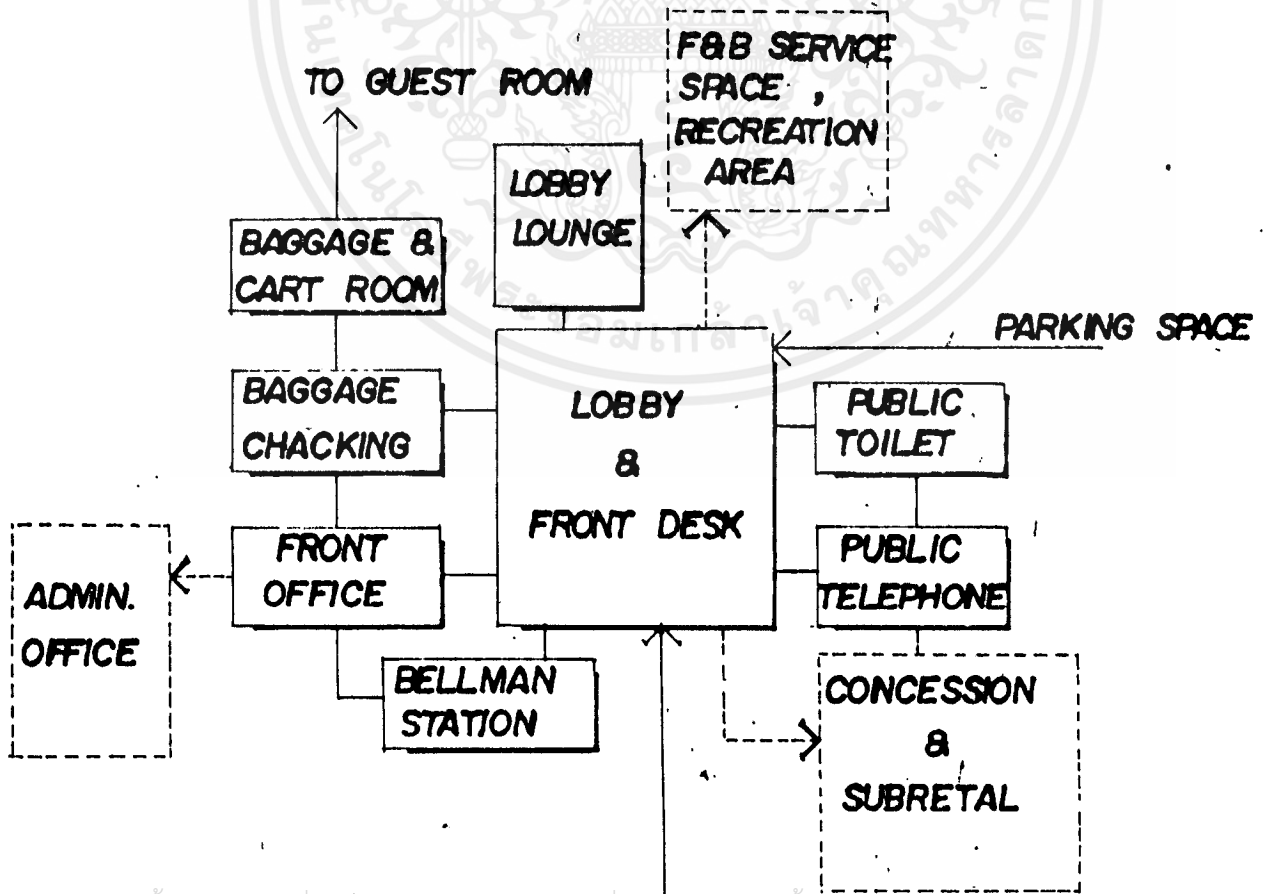 F&B SERVICE
SPACE ,
RECREATION
AREA
TO GUEST ROOM
LOBBY
LOUNGE
BAGGAGE &
CART ROOM
PARKING SPACE
BAGGAGE
CHACKING
LOBBY
&
FRONT DESK
PUBLIC
TOILET
FRONT
OFFICE
PUBLIC
TELEPHONE
ADMIN.
OFFICE
BELLMAN
STATION
CONCESSION
&
SUBRETAL